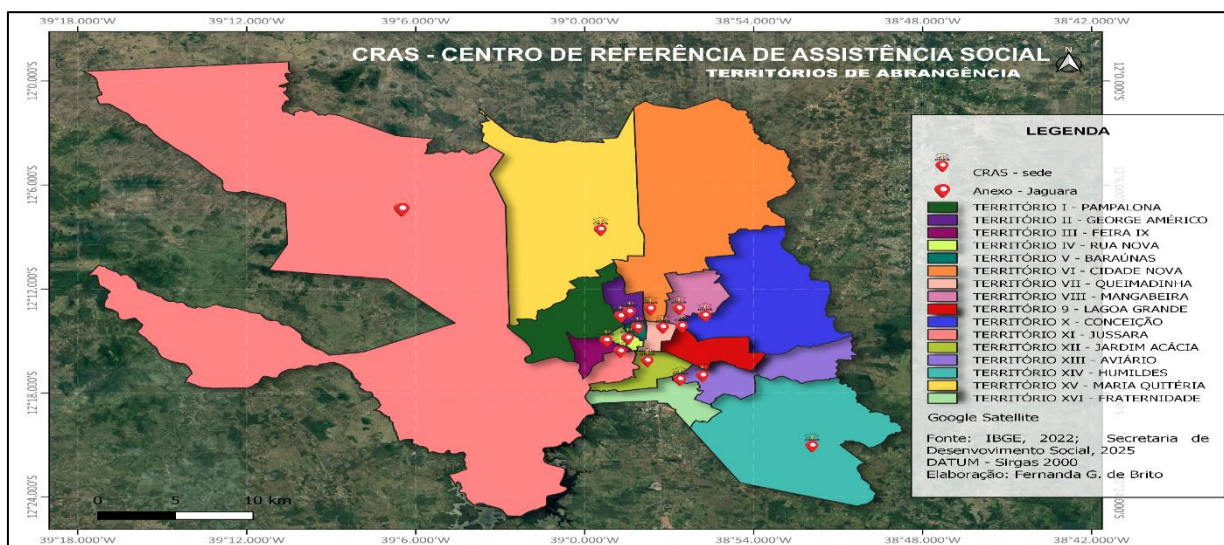 39°18.000'W 39°12.000'W 39°6.000'W 39°0.000'W 38°54.000'W 38°48.000'W 38°42.000'W
CRAS - CENTRO DE REFERÊNCIA DE ASSISTÊNCIA SOCIAL
TERRITÓRIOS DE ABRANGÊNCIA
N
12°0.000'S 12°0.000'S
12°6.000'S
12°12.000'S
12°18.000'S
12°24.000'S
LEGENDA
CRAS - sede
Anexo - Jaguara
TERRITÓRIO I - PAMPALONA
TERRITÓRIO II - GEORGE AMÉRICO
TERRITÓRIO III - FEIRA IX
TERRITÓRIO IV - RUA NOVA
TERRITÓRIO V - BARAÚNAS
TERRITÓRIO VI - CIDADE NOVA
TERRITÓRIO VII - QUEIMADINHA
TERRITÓRIO VIII - MANGABEIRA
TERRITÓRIO 9 - LAGOA GRANDE
TERRITÓRIO X - CONCEIÇÃO
TERRITÓRIO XI - JUSSARA
TERRITÓRIO XII - JARDIM ACÁCIA
TERRITÓRIO XIII - AVIÁRIO
TERRITÓRIO XIV - HUMILDES
TERRITÓRIO XV - MARIA QUITÉRIA
TERRITÓRIO XVI - FRATERNIDADE
Google Satellite
Fonte: IBGE, 2022; Secretaria de
Desenvovimento Social, 2025
DATUM - Sirgas 2000
Elaboração: Fernanda G. de Brito
0 5 10 km
39°18.000'W 39°12.000'W 39°6.000'W 39°0.000'W 38°54.000'W 38°48.000'W 38°42.000'W